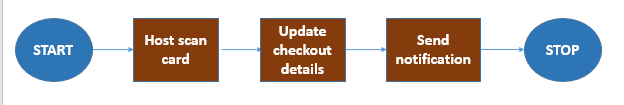 START
Host scan
card
Update
checkout
details
Send
notification
STOP